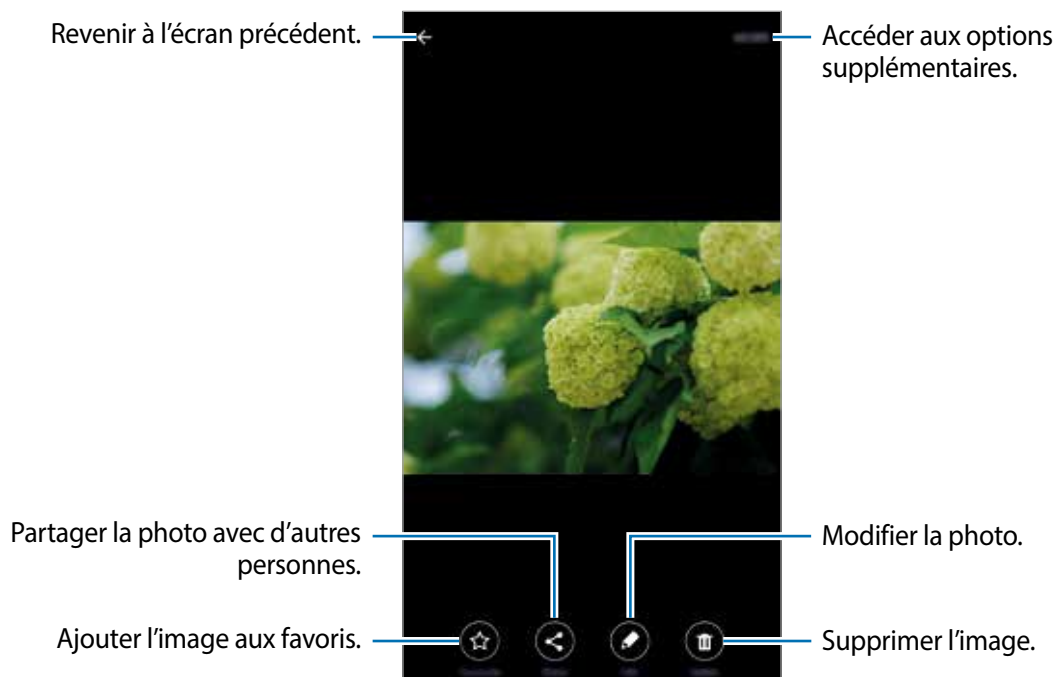 Revenir à l’écran précédent.
Accéder aux options
supplémentaires.
Partager la photo avec d’autres
personnes.
Modifier la photo.
Ajouter l’image aux favoris.
Supprimer l’image.